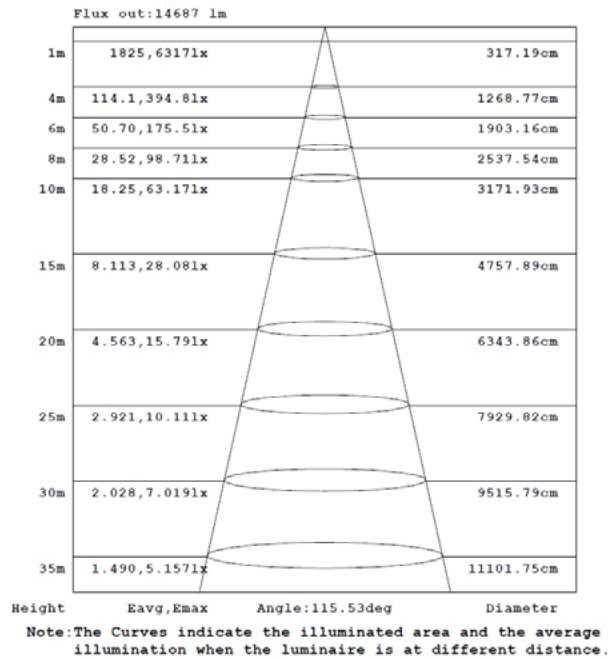 Flux out:14687 lm
1m 1825,6317lx 317.19cm
4m 114.1,394.8lx 1268.77cm
6m 50.70,175.5lx 1903.16cm
8m 28.52,98.71lx 2537.54cm
10m 18.25,63.17lx 3171.93cm
15m 8.113,28.08lx 4757.89cm
20m 4.563,15.79lx 6343.86cm
25m 2.921,10.11lx 7929.82cm
30m 2.028,7.019lx 9515.79cm
35m 1.490,5.157lx 11101.75cm
Height Eavg,Emax Angle:115.53deg Diameter
Note:The Curves indicate the illuminated area and the average
illumination when the luminaire is at different distance.